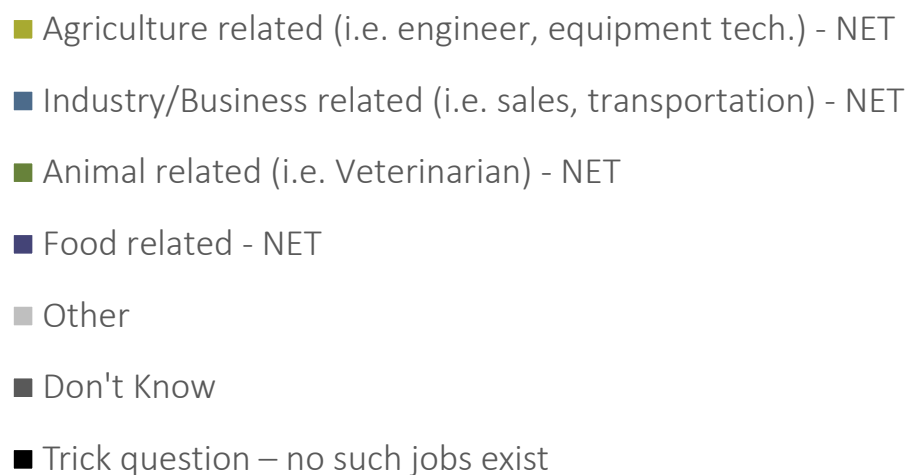 Agriculture related (i.e. engineer, equipment tech.) - NET
Industry/Business related (i.e. sales, transportation) - NET
Animal related (i.e. Veterinarian) - NET
Food related - NET
Other
Don't Know
Trick question – no such jobs exist